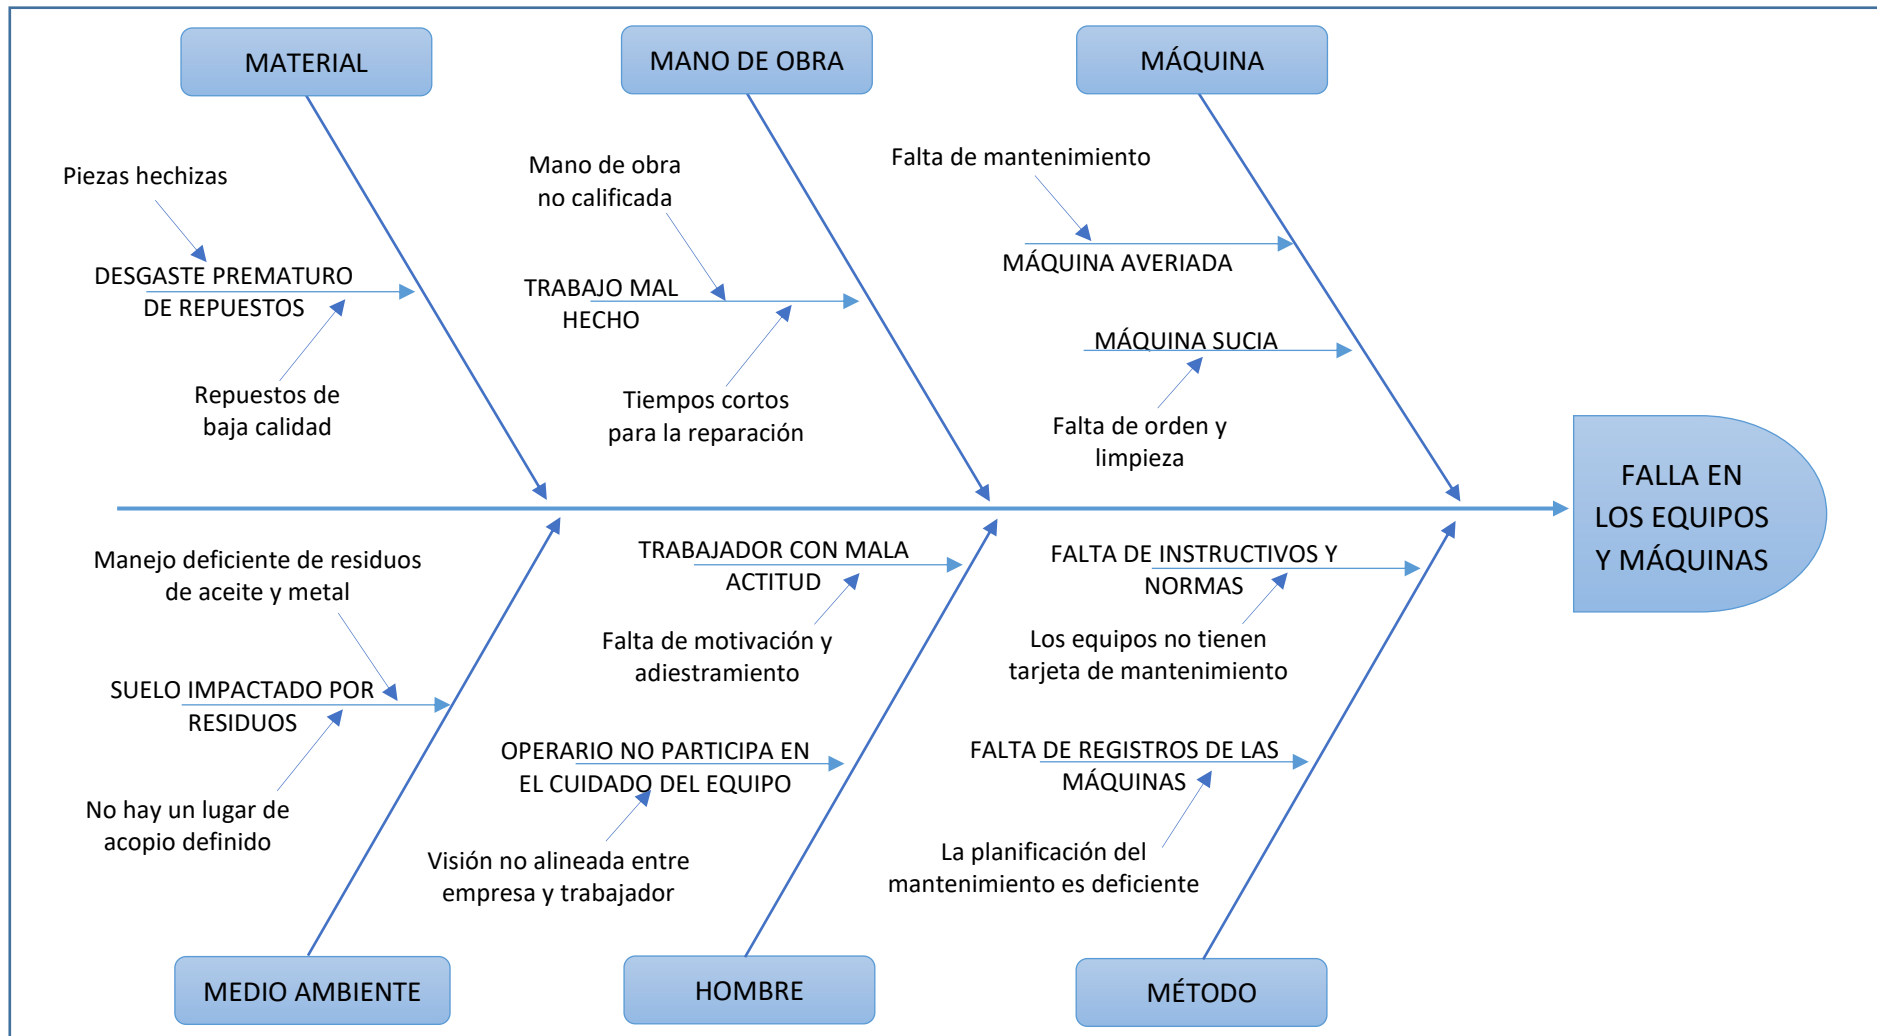 MATERIAL
MANO DE OBRA
MÁQUINA
Piezas hechizas
DESGASTE PREMATURO
DE REPUESTOS
Repuestos de
baja calidad
Mano de obra
no calificada
TRABAJO MAL
HECHO
Tiempos cortos
para la reparación
Falta de mantenimiento
MÁQUINA AVERIADA
MÁQUINA SUCIA
Falta de orden y
limpieza
FALLA EN
LOS EQUIPOS
Y MÁQUINAS
Manejo deficiente de residuos
de aceite y metal
SUELO IMPACTADO POR
RESIDUOS
No hay un lugar de
acopio definido
TRABAJADOR CON MALA
ACTITUD
Falta de motivación y
adiestramiento
OPERARIO NO PARTICIPA EN
EL CUIDADO DEL EQUIPO
Visión no alineada entre
empresa y trabajador
FALTA DE INSTRUCTIVOS Y
NORMAS
Los equipos no tienen
tarjeta de mantenimiento
FALTA DE REGISTROS DE LAS
MÁQUINAS
La planificación del
mantenimiento es deficiente
MEDIO AMBIENTE
HOMBRE
MÉTODO